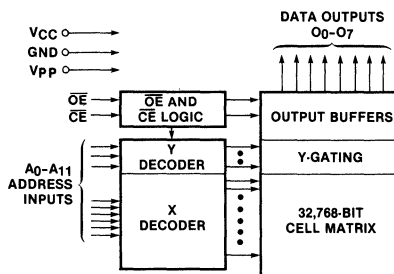 DATA OUTPUTS
O0–O7
VCC
GND
VPP
OE
CE
OE AND
CE LOGIC
OUTPUT BUFFERS
Y
DECODER
Y-GATING
A0–A11
ADDRESS
INPUTS
X
DECODER
32,768-BIT
CELL MATRIX